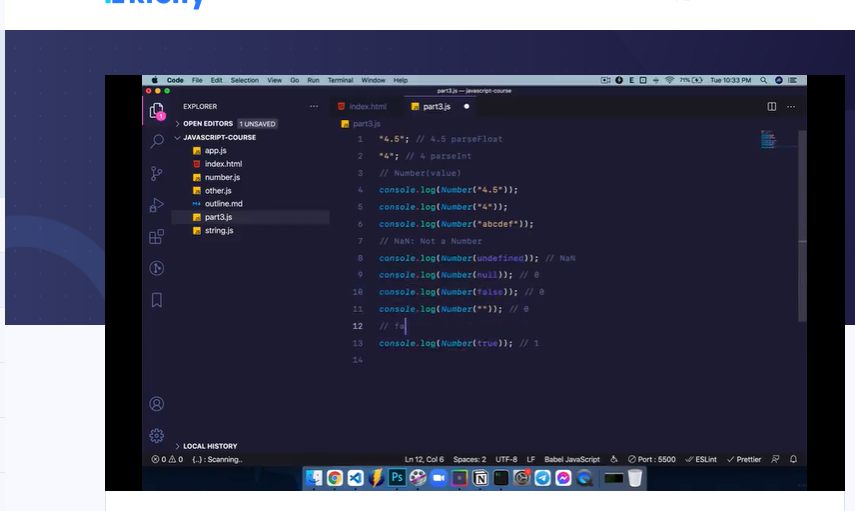 Code File Edit Selection View Go Run Terminal Window Help 71% Tue 10:33 PM
part3.js — javascript-course
EXPLORER
index.html
part3.js
OPEN EDITORS 1 UNSAVED
JAVASCRIPT-COURSE
app.js
index.html
number.js
other.js
outline.md
part3.js
string.js
LOCAL HISTORY
part3.js
1 "4.5"; // 4.5 parseFloat
2 "4"; // 4 parseInt
3 // Number(value)
4 console.log(Number("4.5"));
5 console.log(Number("4"));
6 console.log(Number("abcdef"));
7 // NaN: Not a Number
8 console.log(Number(undefined)); // NaN
9 console.log(Number(null)); // 0
10 console.log(Number(false)); // 0
11 console.log(Number("")); // 0
12 // fe
13 console.log(Number(true)); // 1
14
0 0 {..} : Scanning.. Ln 12, Col 6 Spaces: 2 UTF-8 LF Babel JavaScript Port : 5500 ESLint Prettier
Ps